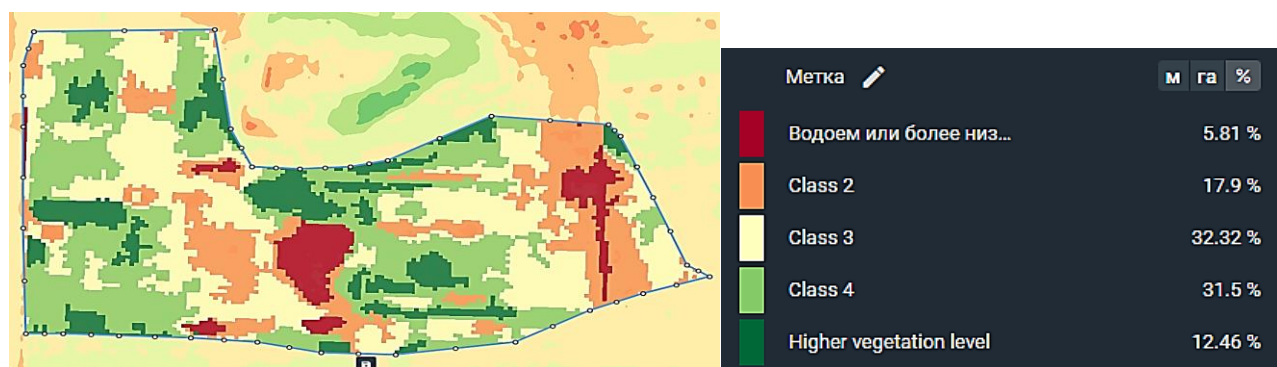 Метка м га %
Водоем или более низ... 5.81 %
Class 2 17.9 %
Class 3 32.32 %
Class 4 31.5 %
Higher vegetation level 12.46 %